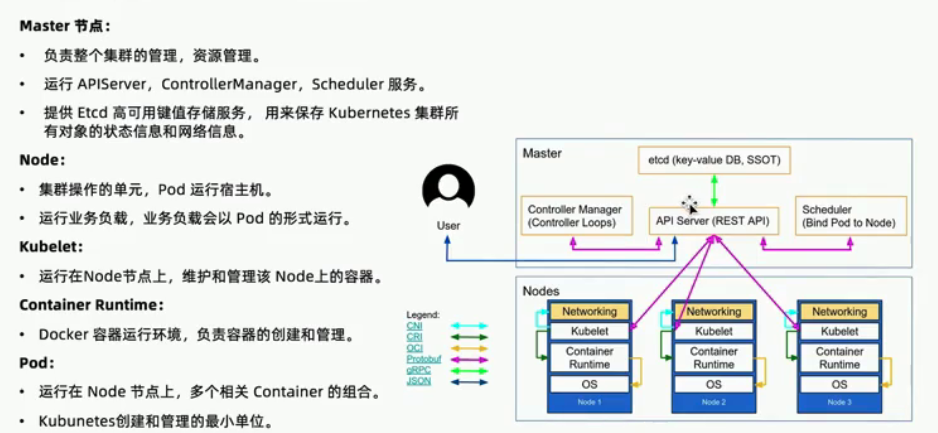 Master 节点：
• 负责整个集群的管理，资源管理。
• 运行 APIServer，ControllerManager，Scheduler 服务。
• 提供 Etcd 高可用键值存储服务， 用来保存 Kubernetes 集群所
有对象的状态信息和网络信息。
Node：
• 集群操作的单元，Pod 运行宿主机。
• 运行业务负载，业务负载会以 Pod 的形式运行。
Kubelet：
• 运行在Node节点上，维护和管理该 Node上的容器。
Container Runtime：
• Docker 容器运行环境，负责容器的创建和管理。
Pod：
• 运行在 Node 节点上，多个相关 Container 的组合。
• Kubunetes创建和管理的最小单位。
User
Master
etcd (key-value DB, SSOT)
Controller Manager
(Controller Loops)
API Server (REST API)
Scheduler
(Bind Pod to Node)
Legend:
CNI
CRI
OCI
Protobuf
gRPC
JSON
Nodes
Networking
Kubelet
Container
Runtime
OS
Node 1
Networking
Kubelet
Container
Runtime
OS
Node 2
Networking
Kubelet
Container
Runtime
OS
Node 3